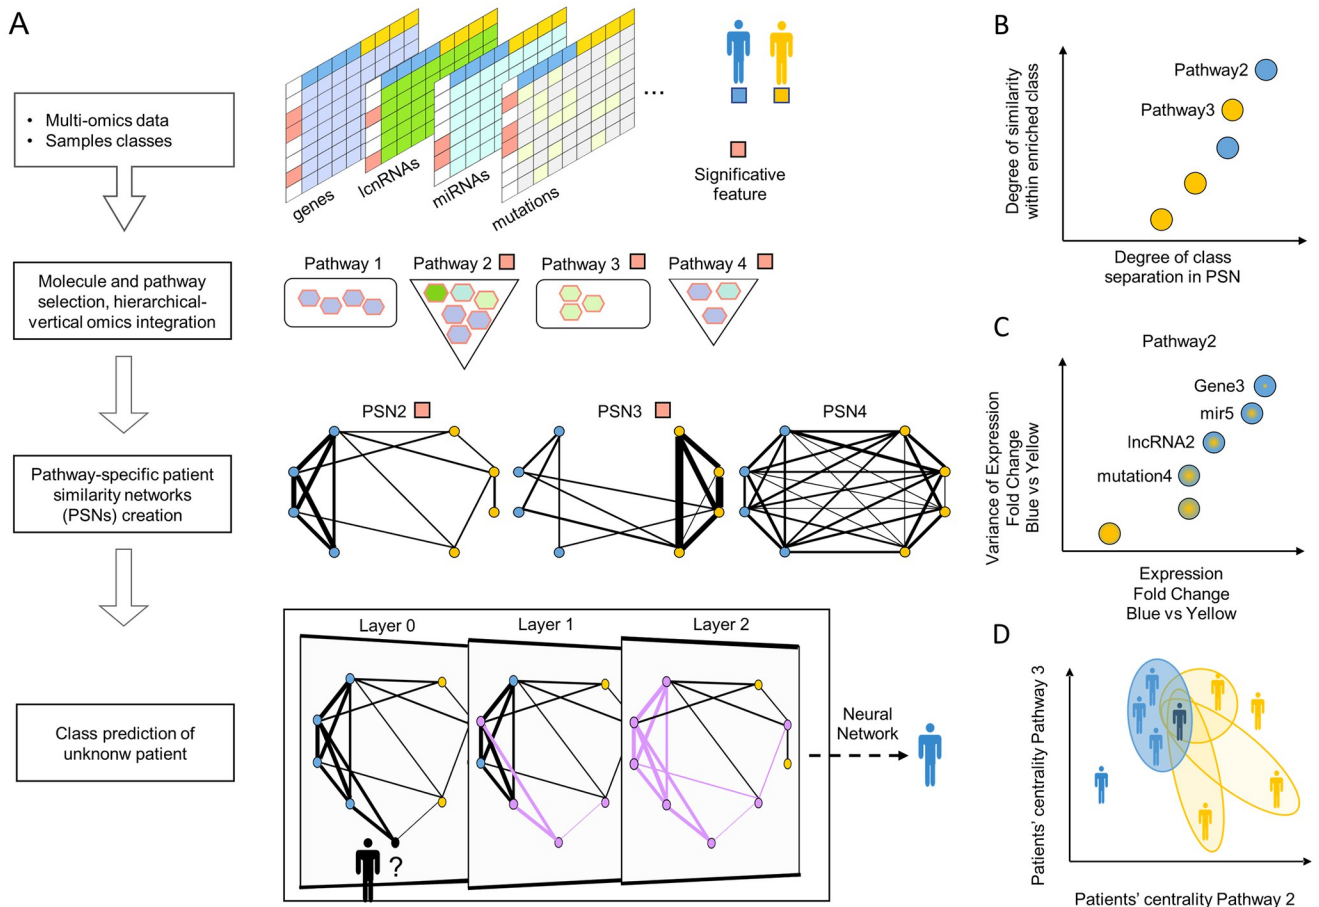 A
• Multi-omics data
• Samples classes
genes
lcnRNAs
miRNAs
mutations
...
Significative
feature
Molecule and pathway
selection, hierarchical-
vertical omics integration
Pathway 1
Pathway 2
Pathway 3
Pathway 4
Pathway-specific patient
similarity networks
(PSNs) creation
PSN2
PSN3
PSN4
Class prediction of
unknonw patient
Layer 0
Layer 1
Layer 2
?
Neural
Network
B
Degree of similarity
within enriched class
Pathway2
Pathway3
Degree of class
separation in PSN
C
Pathway2
Variance of Expression
Fold Change
Blue vs Yellow
Gene3
mir5
lncRNA2
mutation4
Expression
Fold Change
Blue vs Yellow
D
Patients' centrality Pathway 3
Patients' centrality Pathway 2